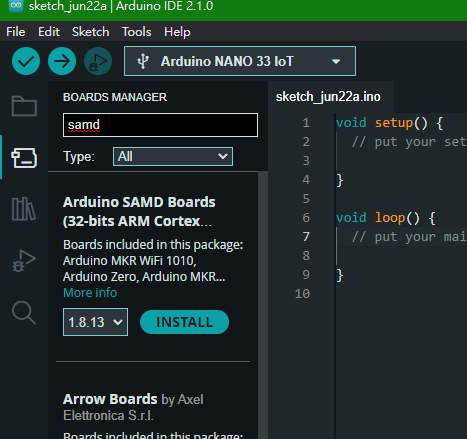 sketch_jun22a | Arduino IDE 2.1.0
File Edit Sketch Tools Help
Arduino NANO 33 IoT
BOARDS MANAGER
samd
Type: All
Arduino SAMD Boards
(32-bits ARM Cortex...
Boards included in this package:
Arduino MKR WiFi 1010,
Arduino Zero, Arduino MKR...
More info
1.8.13 INSTALL
Arrow Boards by Axel
Elettronica S.r.l.
Boards included in this package:
sketch_jun22a.ino
1 void setup() {
2 // put your set
3
4 }
5
6 void loop() {
7 // put your mai
8
9 }
10